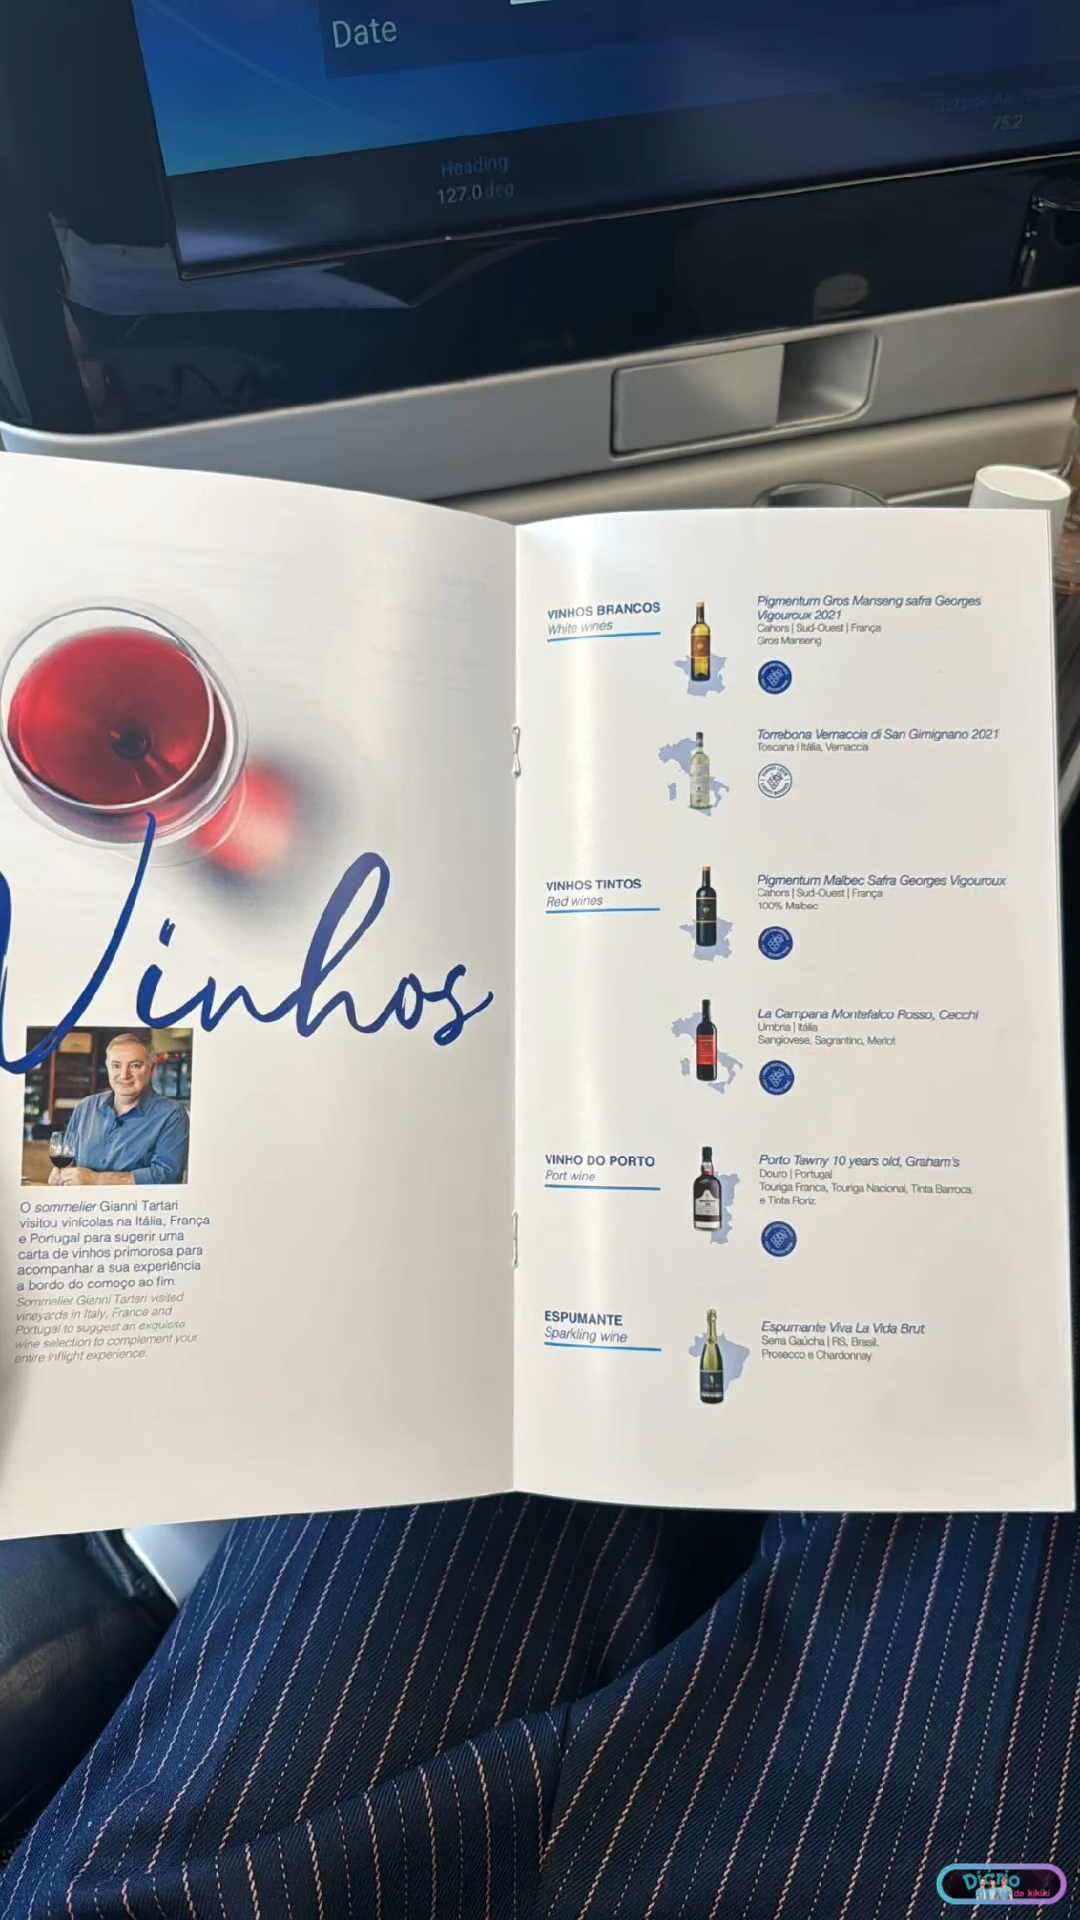 Date
Heading
127.0 deg
75.2
Vinhos
O sommelier Gianni Tartari
visitou vinícolas na Itália, França
e Portugal para sugerir uma
carta de vinhos primorosa para
acompanhar a sua experiência
a bordo do começo ao fim.
Sommelier Gianni Tartari visited
vineyards in Italy, France and
Portugal to suggest an exquisite
wine selection to complement your
entire inflight experience.
VINHOS BRANCOS
White wines
Pigmentum Gros Manseng safra Georges
Vigouroux 2021
Cahors | Sud-Ouest | França
Gros Manseng
Torrebona Vernaccia di San Gimignano 2021
Toscana I Itália, Vernaccia
VINHOS TINTOS
Red wines
Pigmentum Malbec Safra Georges Vigouroux
Cahors | Sud-Ouest | França
100% Malbec
La Campana Montefalco Rosso, Cecchi
Umbria | Itália
Sangiovese, Sagrantino, Merlot
VINHO DO PORTO
Port wine
Porto Tawny 10 years old, Graham's
Douro | Portugal
Touriga Franca, Touriga Nacional, Tinta Barroca
e Tinta Roriz
ESPUMANTE
Sparkling wine
Espumante Viva La Vida Brut
Serra Gaúcha | RS, Brasil.
Prosecco e Chardonnay
Diário
de kikiki